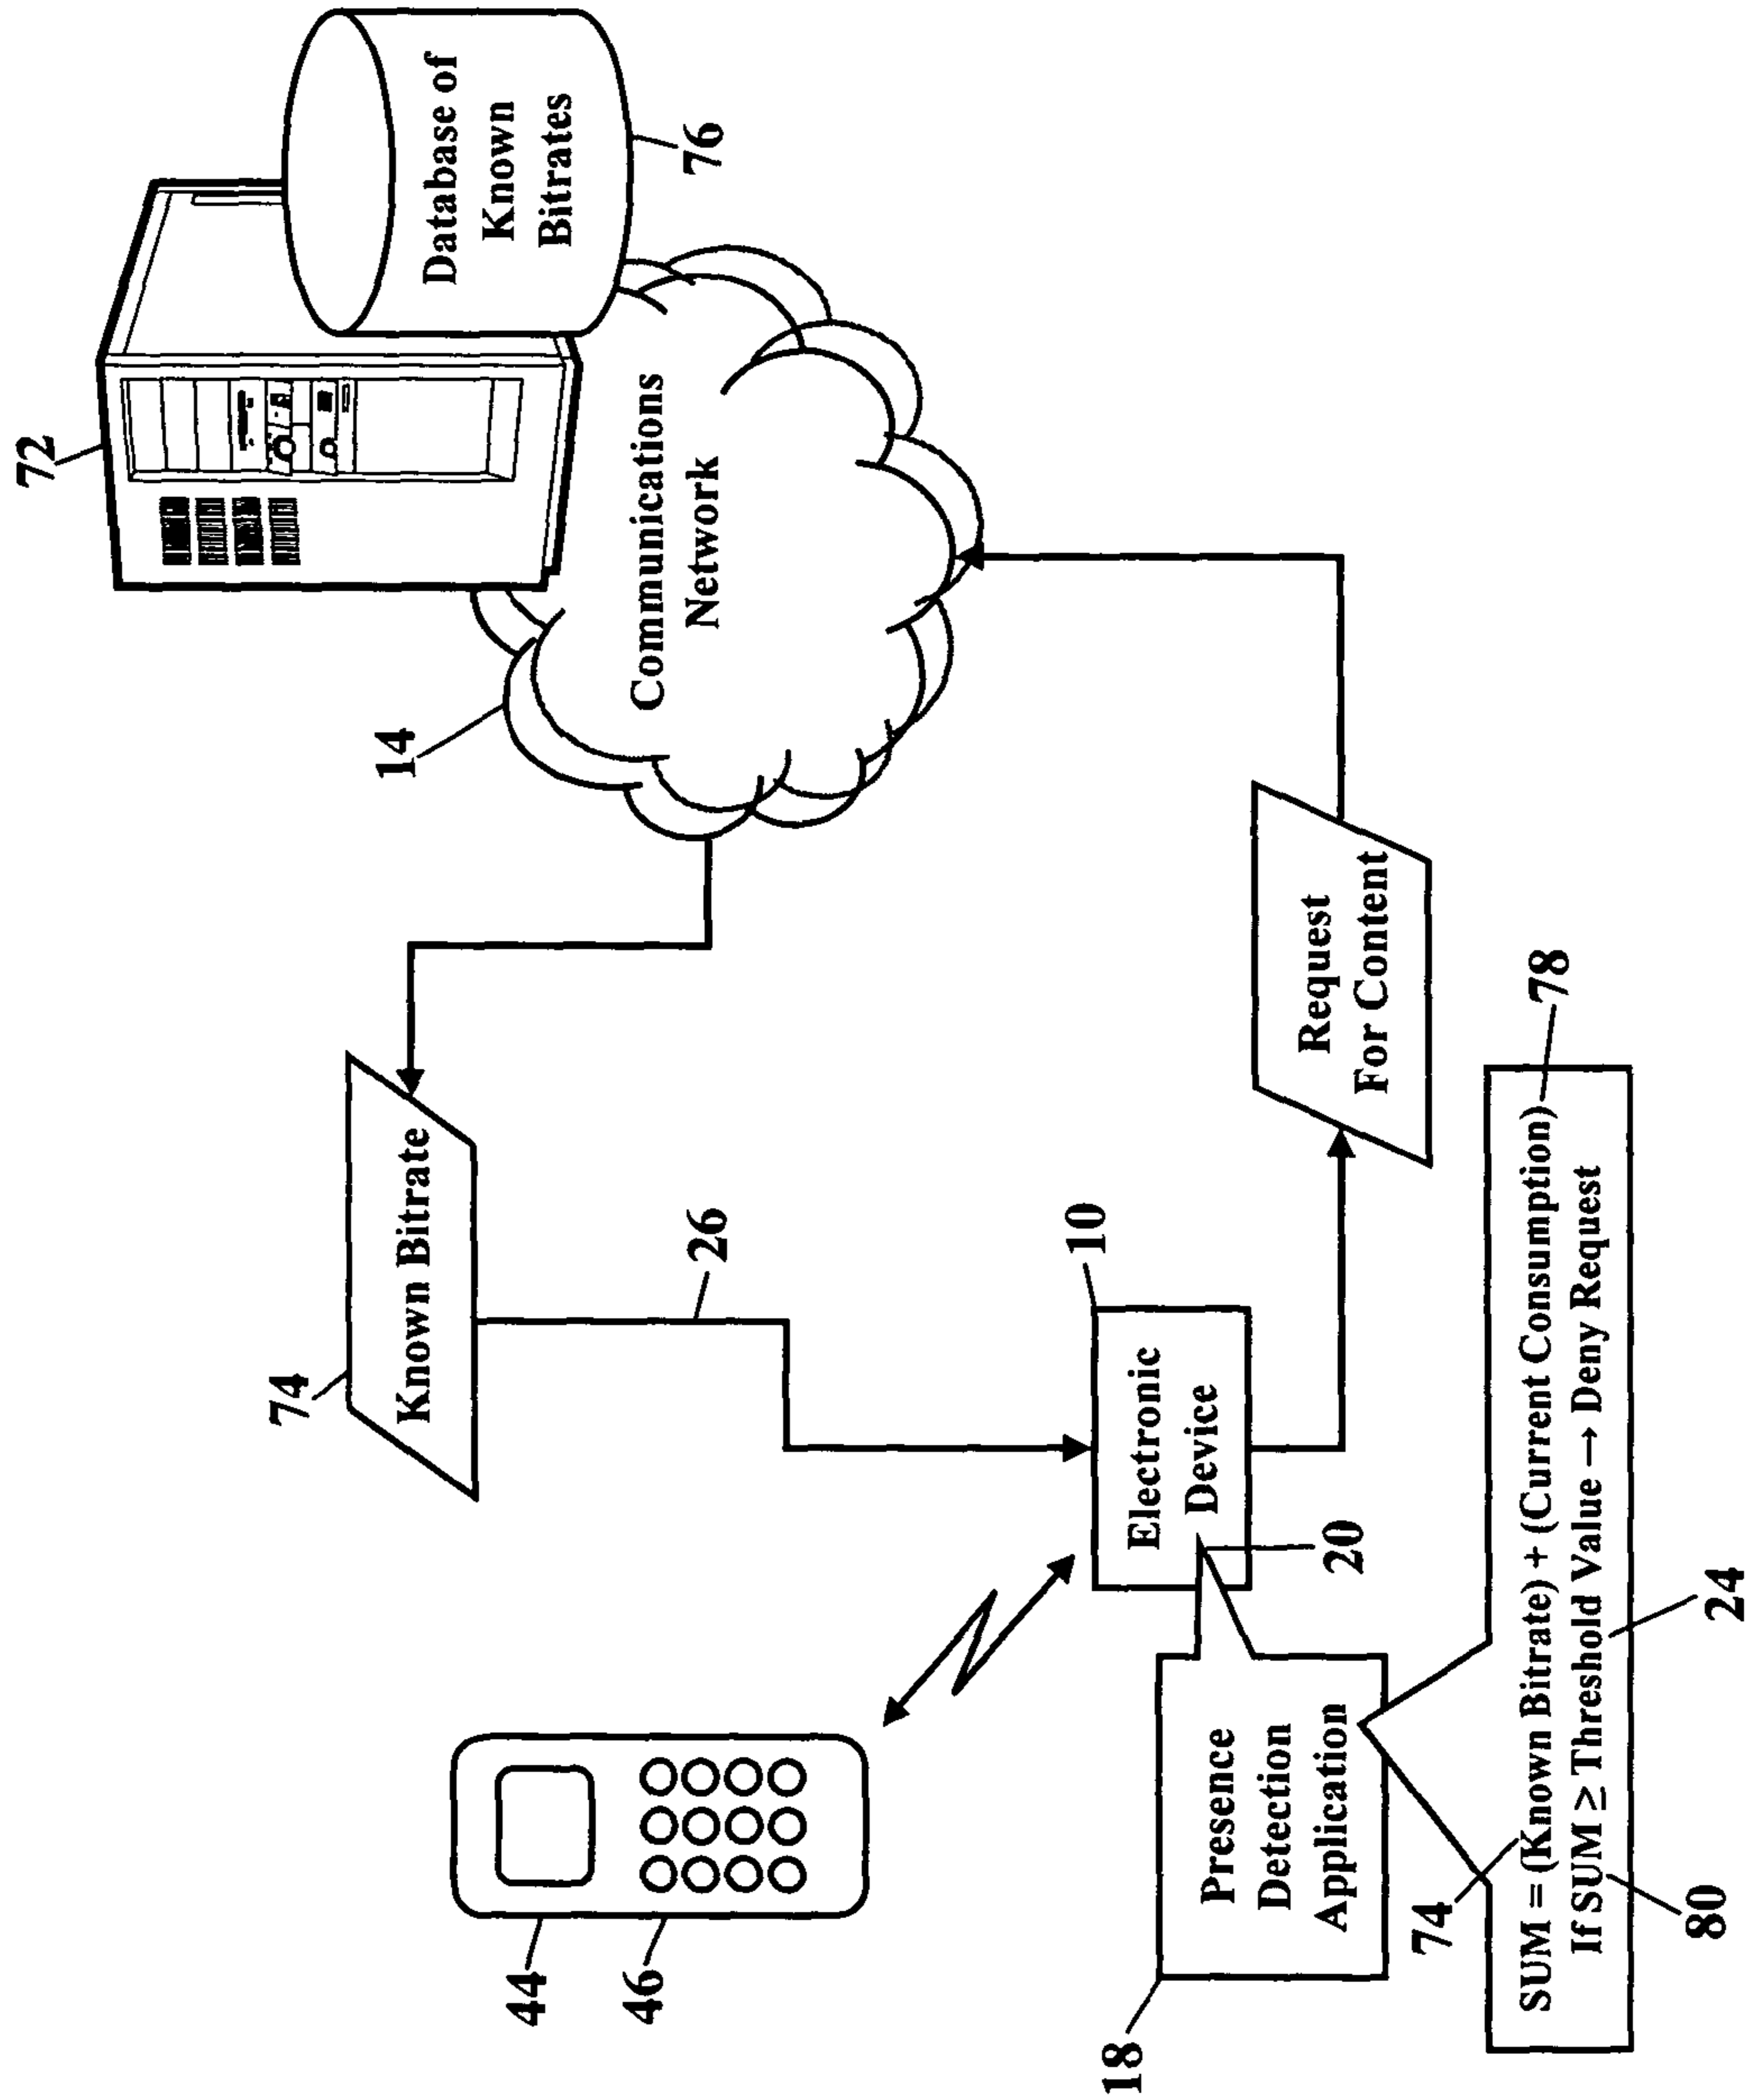 72
Database of
Known
Bitrates
76
14
Communications
Network
74
Known Bitrate
26
44
46
10
Electronic
Device
20
Request
For Content
18
Presence
Detection
Application
74
78
SUM = (Known Bitrate) + (Current Consumption)
If SUM ≥ Threshold Value → Deny Request
80
24